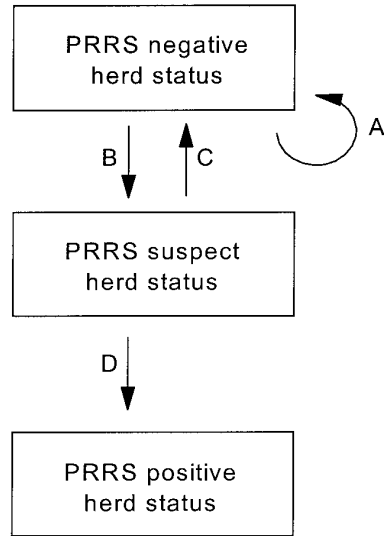 PRRS negative
herd status
A
B
C
PRRS suspect
herd status
D
PRRS positive
herd status